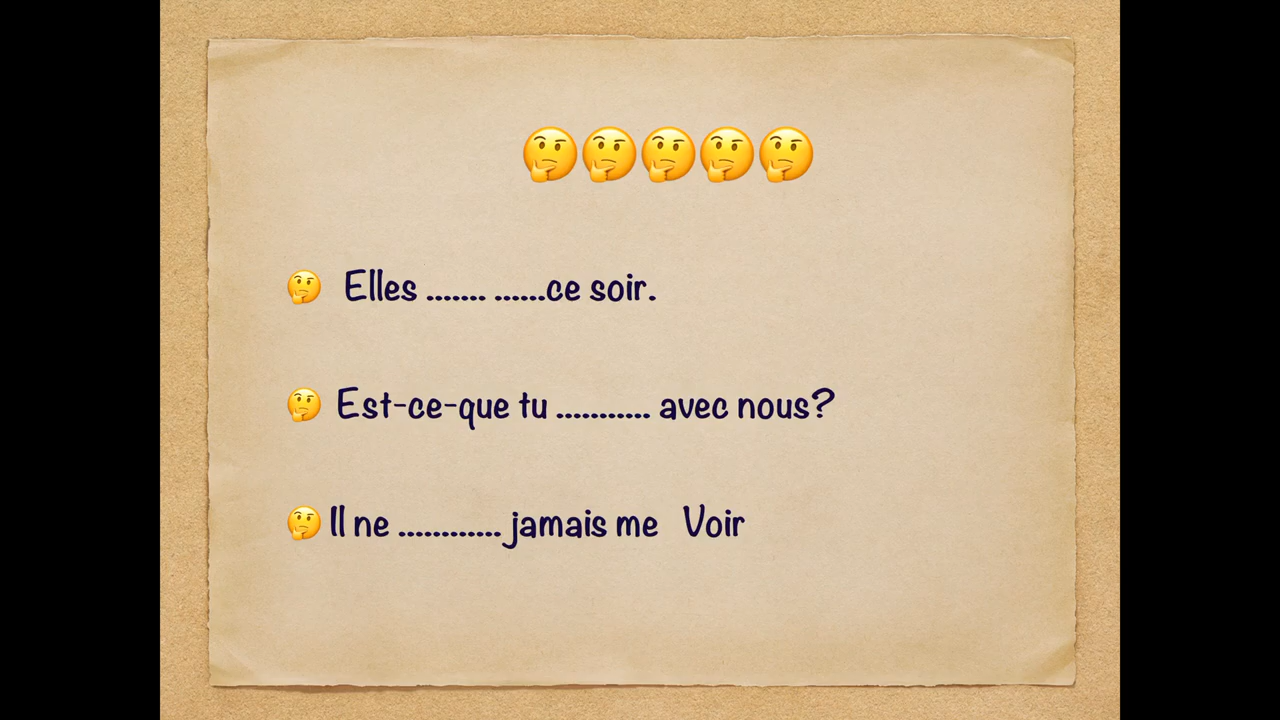 🤔🤔🤔🤔🤔
🤔 Elles ....... ......ce soir.
🤔 Est-ce-que tu ........... avec nous?
🤔 Il ne ............ jamais me Voir